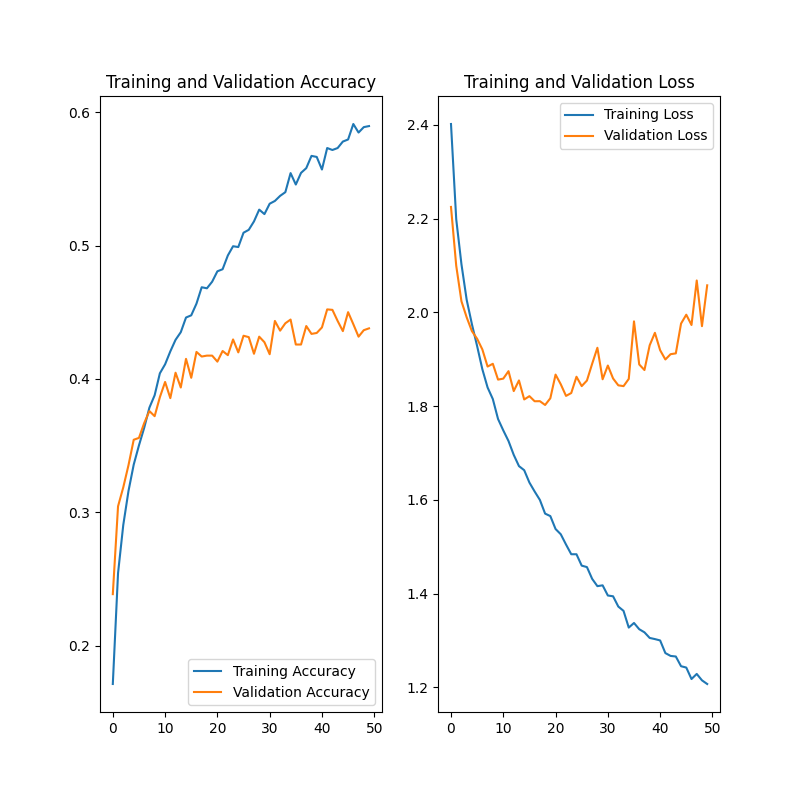 Training and Validation Accuracy
0.6
0.5
0.4
0.3
0.2
0 10 20 30 40 50
Training Accuracy
Validation Accuracy
Training and Validation Loss
2.4
2.2
2.0
1.8
1.6
1.4
1.2
0 10 20 30 40 50
Training Loss
Validation Loss